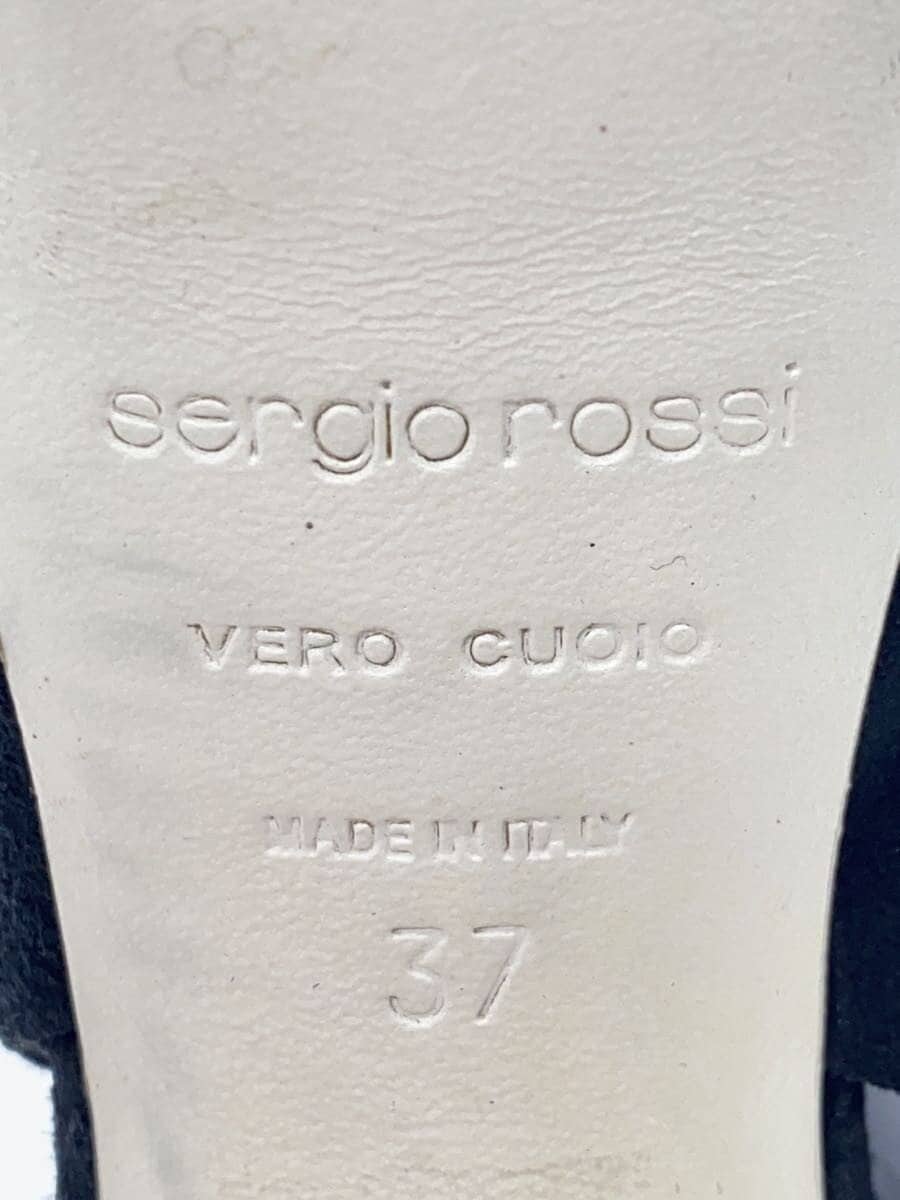 sergio rossi
VERO CUOIO
MADE IN ITALY
37